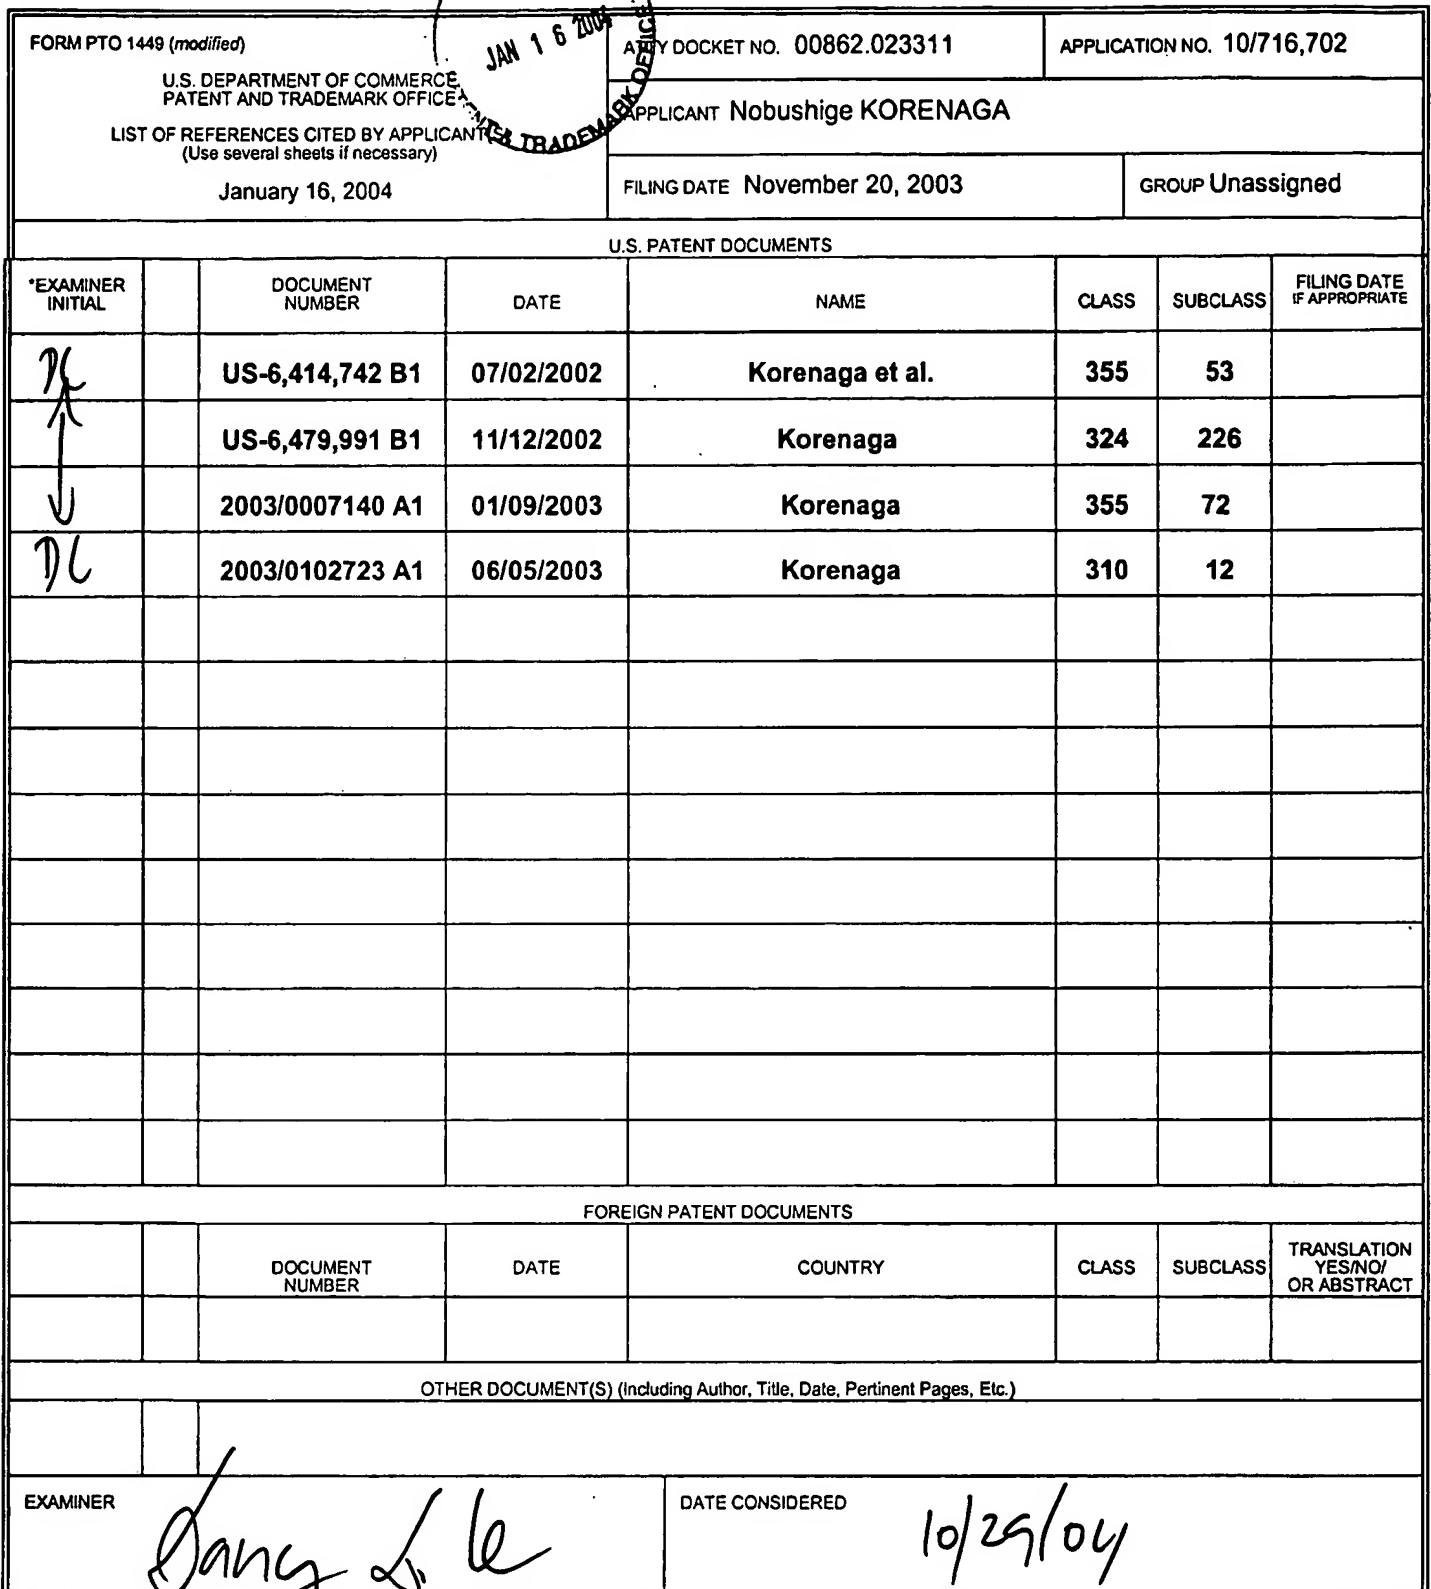 FORM PTO 1449 (modified)
U.S. DEPARTMENT OF COMMERCE
PATENT AND TRADEMARK OFFICE
LIST OF REFERENCES CITED BY APPLICANT
(Use several sheets if necessary)
January 16, 2004
JAN 16 2004
TRADEMARK OFFICE
ATTY DOCKET NO. 00862.023311
APPLICATION NO. 10/716,702
APPLICANT Nobushige KORENAGA
FILING DATE November 20, 2003
GROUP Unassigned
U.S. PATENT DOCUMENTS
*EXAMINER INITIAL DOCUMENT NUMBER DATE NAME CLASS SUBCLASS FILING DATE IF APPROPRIATE
DL US-6,414,742 B1 07/02/2002 Korenaga et al. 355 53
US-6,479,991 B1 11/12/2002 Korenaga 324 226
2003/0007140 A1 01/09/2003 Korenaga 355 72
DL 2003/0102723 A1 06/05/2003 Korenaga 310 12
FOREIGN PATENT DOCUMENTS
DOCUMENT NUMBER DATE COUNTRY CLASS SUBCLASS TRANSLATION YES/NO/ OR ABSTRACT
OTHER DOCUMENT(S) (Including Author, Title, Date, Pertinent Pages, Etc.)
EXAMINER
DATE CONSIDERED 10/29/04